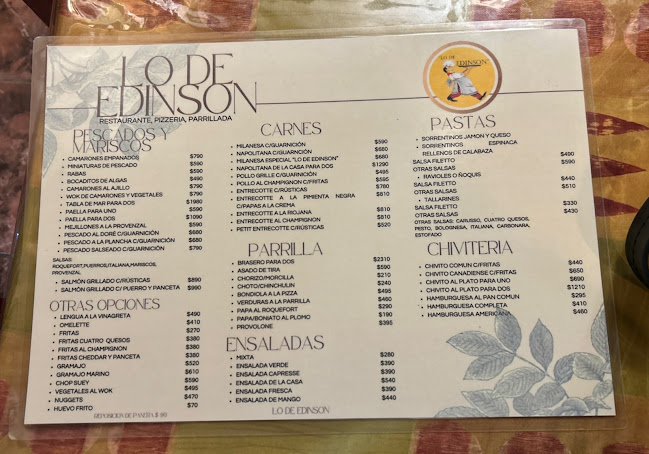 LO DE
EDINSON
RESTAURANTE, PIZZERIA, PARRILLADA
LO DE
EDINSON
PESCADOS Y
MARISCOS
CAMARONES EMPANADOS $790
MINIATURAS DE PESCADO $590
RABAS $590
BOCADITOS DE ALGAS $490
CAMARONES AL AJILLO $790
WOK DE CAMARONES Y VEGETALES $790
TABLA DE MAR PARA DOS $1980
PAELLA PARA UNO $590
PAELLA PARA DOS $1090
MEJILLONES A LA PROVENZAL $590
PESCADO AL DORÉ C/GUARNICIÓN $680
PESCADO A LA PLANCHA C/GUARNICIÓN $680
PESCADO SALSEADO C/GUARNICIÓN $790
SALSAS:
ROQUEFORT,PUERROS,ITALIANA,MARISCOS,
PROVENZAL
SALMÓN GRILLADO C/RÚSTICAS $890
SALMÓN GRILLADO C/ PUERRO Y PANCETA $990
OTRAS OPCIONES
LENGUA A LA VINAGRETA $490
OMELETTE $410
FRITAS $270
FRITAS CUATRO QUESOS $380
FRITAS AL CHAMPIGNON $380
FRITAS CHEDDAR Y PANCETA $380
GRAMAJO $520
GRAMAJO MARINO $610
CHOP SUEY $590
VEGETALES AL WOK $495
NUGGETS $470
HUEVO FRITO $70
REPOSICION DE PANERA $
CARNES
MILANESA C/GUARNICIÓN $590
NAPOLITANA C/GUARNICIÓN $680
MILANESA ESPECIAL "LO DE EDINSON" $660
NAPOLITANA DE LA CASA PARA DOS $1290
POLLO GRILLE C/GUARNICIÓN $495
POLLO AL CHAMPIGNON C/FRITAS $595
ENTRECOTTE C/RÚSTICAS $760
ENTRECOTTE A LA PIMIENTA NEGRA
C/PAPAS A LA CREMA $810
ENTRECOTTE A LA RIOJANA $810
ENTRECOTTE AL CHAMPIGNON $810
PETIT ENTRECOTTE C/RÚSTICAS $520
PARRILLA
BRASERO PARA DOS $2310
ASADO DE TIRA $590
CHORIZO/MORCILLA $210
CHOTO/CHINCHULIN $240
BONDIOLA A LA PIZZA $495
VERDURAS A LA PARRILLA $460
PAPA AL ROQUEFORT $290
PAPA/BONIATO AL PLOMO $190
PROVOLONE $395
ENSALADAS
MIXTA $280
ENSALADA VERDE $390
ENSALADA CAPRESSE $390
ENSALADA DE LA CASA $540
ENSALADA FRESCA $390
ENSALADA DE MANGO $440
LO DE EDINSON
PASTAS
SORRENTINOS JAMON Y QUESO
SORRENTINOS ESPINACA
RELLENOS DE CALABAZA
SALSA FILETTO $490
OTRAS SALSAS $590
RAVIOLES O ÑOQUIS
SALSA FILETTO $440
OTRAS SALSAS $510
TALLARINES
SALSA FILETTO $330
OTRAS SALSAS $430
OTRAS SALSAS: CARUSSO, CUATRO QUESOS,
PESTO, BOLOGNESA, ITALIANA, CARBONARA,
ESTOFADO
CHIVITERIA
CHIVITO COMUN C/FRITAS $440
CHIVITO CANADIENSE C/FRITAS $650
CHIVITO AL PLATO PARA UNO $690
CHIVITO AL PLATO PARA DOS $1210
HAMBURGUESA AL PAN COMUN $295
HAMBURGUESA COMPLETA $410
HAMBURGUESA AMERICANA $460